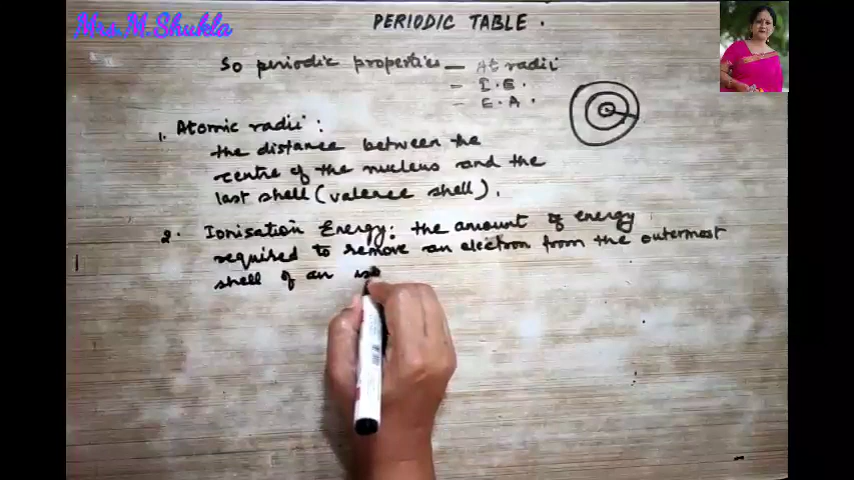 Mrs.M.Shukla
PERIODIC TABLE.
So periodic properties – At radii
– I.E.
– E.A.
1. Atomic radii:
the distance between the
centre of the nucleus and the
last shell (valence shell).
2. Ionisation Energy: the amount of energy
required to remove an electron from the outermost
shell of an